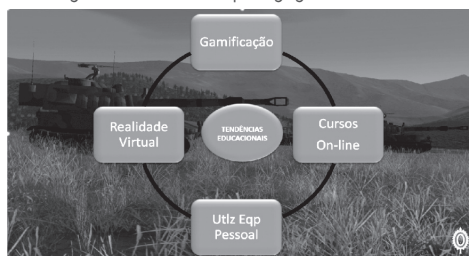 Gamificação
Realidade
Virtual
TENDÊNCIAS
EDUCACIONAIS
Cursos
On-line
Utlz Eqp
Pessoal